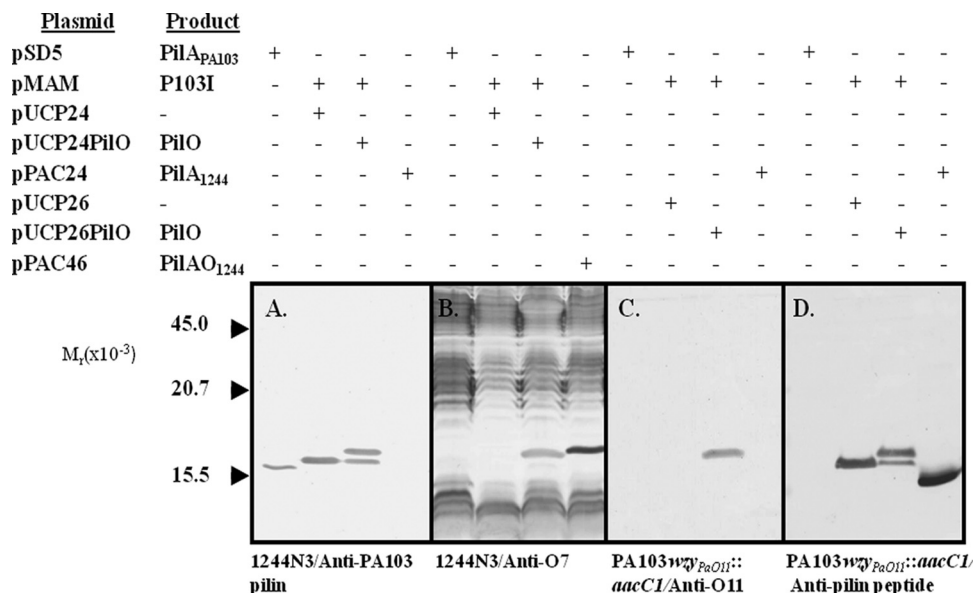 Plasmid Product
pSD5 PilA_PA103 + - - - + - - - + - - - + - - -
pMAM P103I - + + - - + + - - + + - - + + -
pUCP24 - - + - - - + - - - - - - - - - -
pUCP24PilO PilO - - + - - - + - - - - - - - - -
pPAC24 PilA1244 - - - + - - - - - - - + - - - +
pUCP26 - - - - - - - - - - + - - - + - -
pUCP26PilO PilO - - - - - - - - - - + - - - + -
pPAC46 PilAO1244 - - - - - - - + - - - - - - - -
A. B. C. D.
45.0
Mr(x10-3)
20.7
15.5
1244N3/Anti-PA103
pilin
1244N3/Anti-O7
PA103wzyPaO11::
aacC1/Anti-O11
PA103wzyPaO11::aacC1/
Anti-pilin peptide